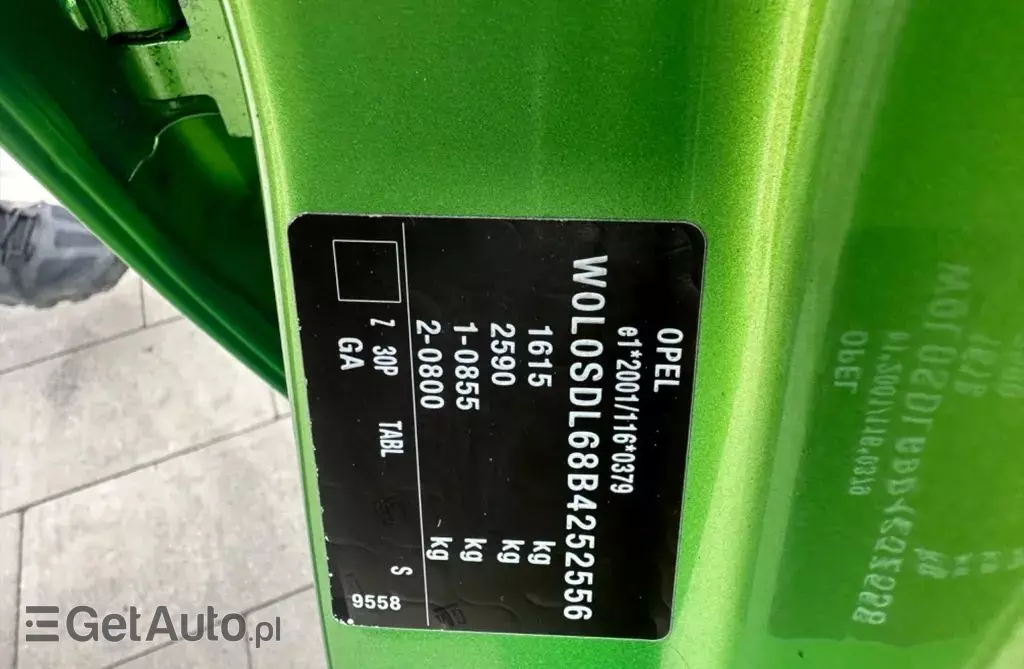 OPEL
e1*2001/116*0379
W0L0SDL68B4252556
1615 kg
2590 kg
1-0855 kg
2-0800 kg
Z 30P TABL S
GA 9558
GetAuto.pl